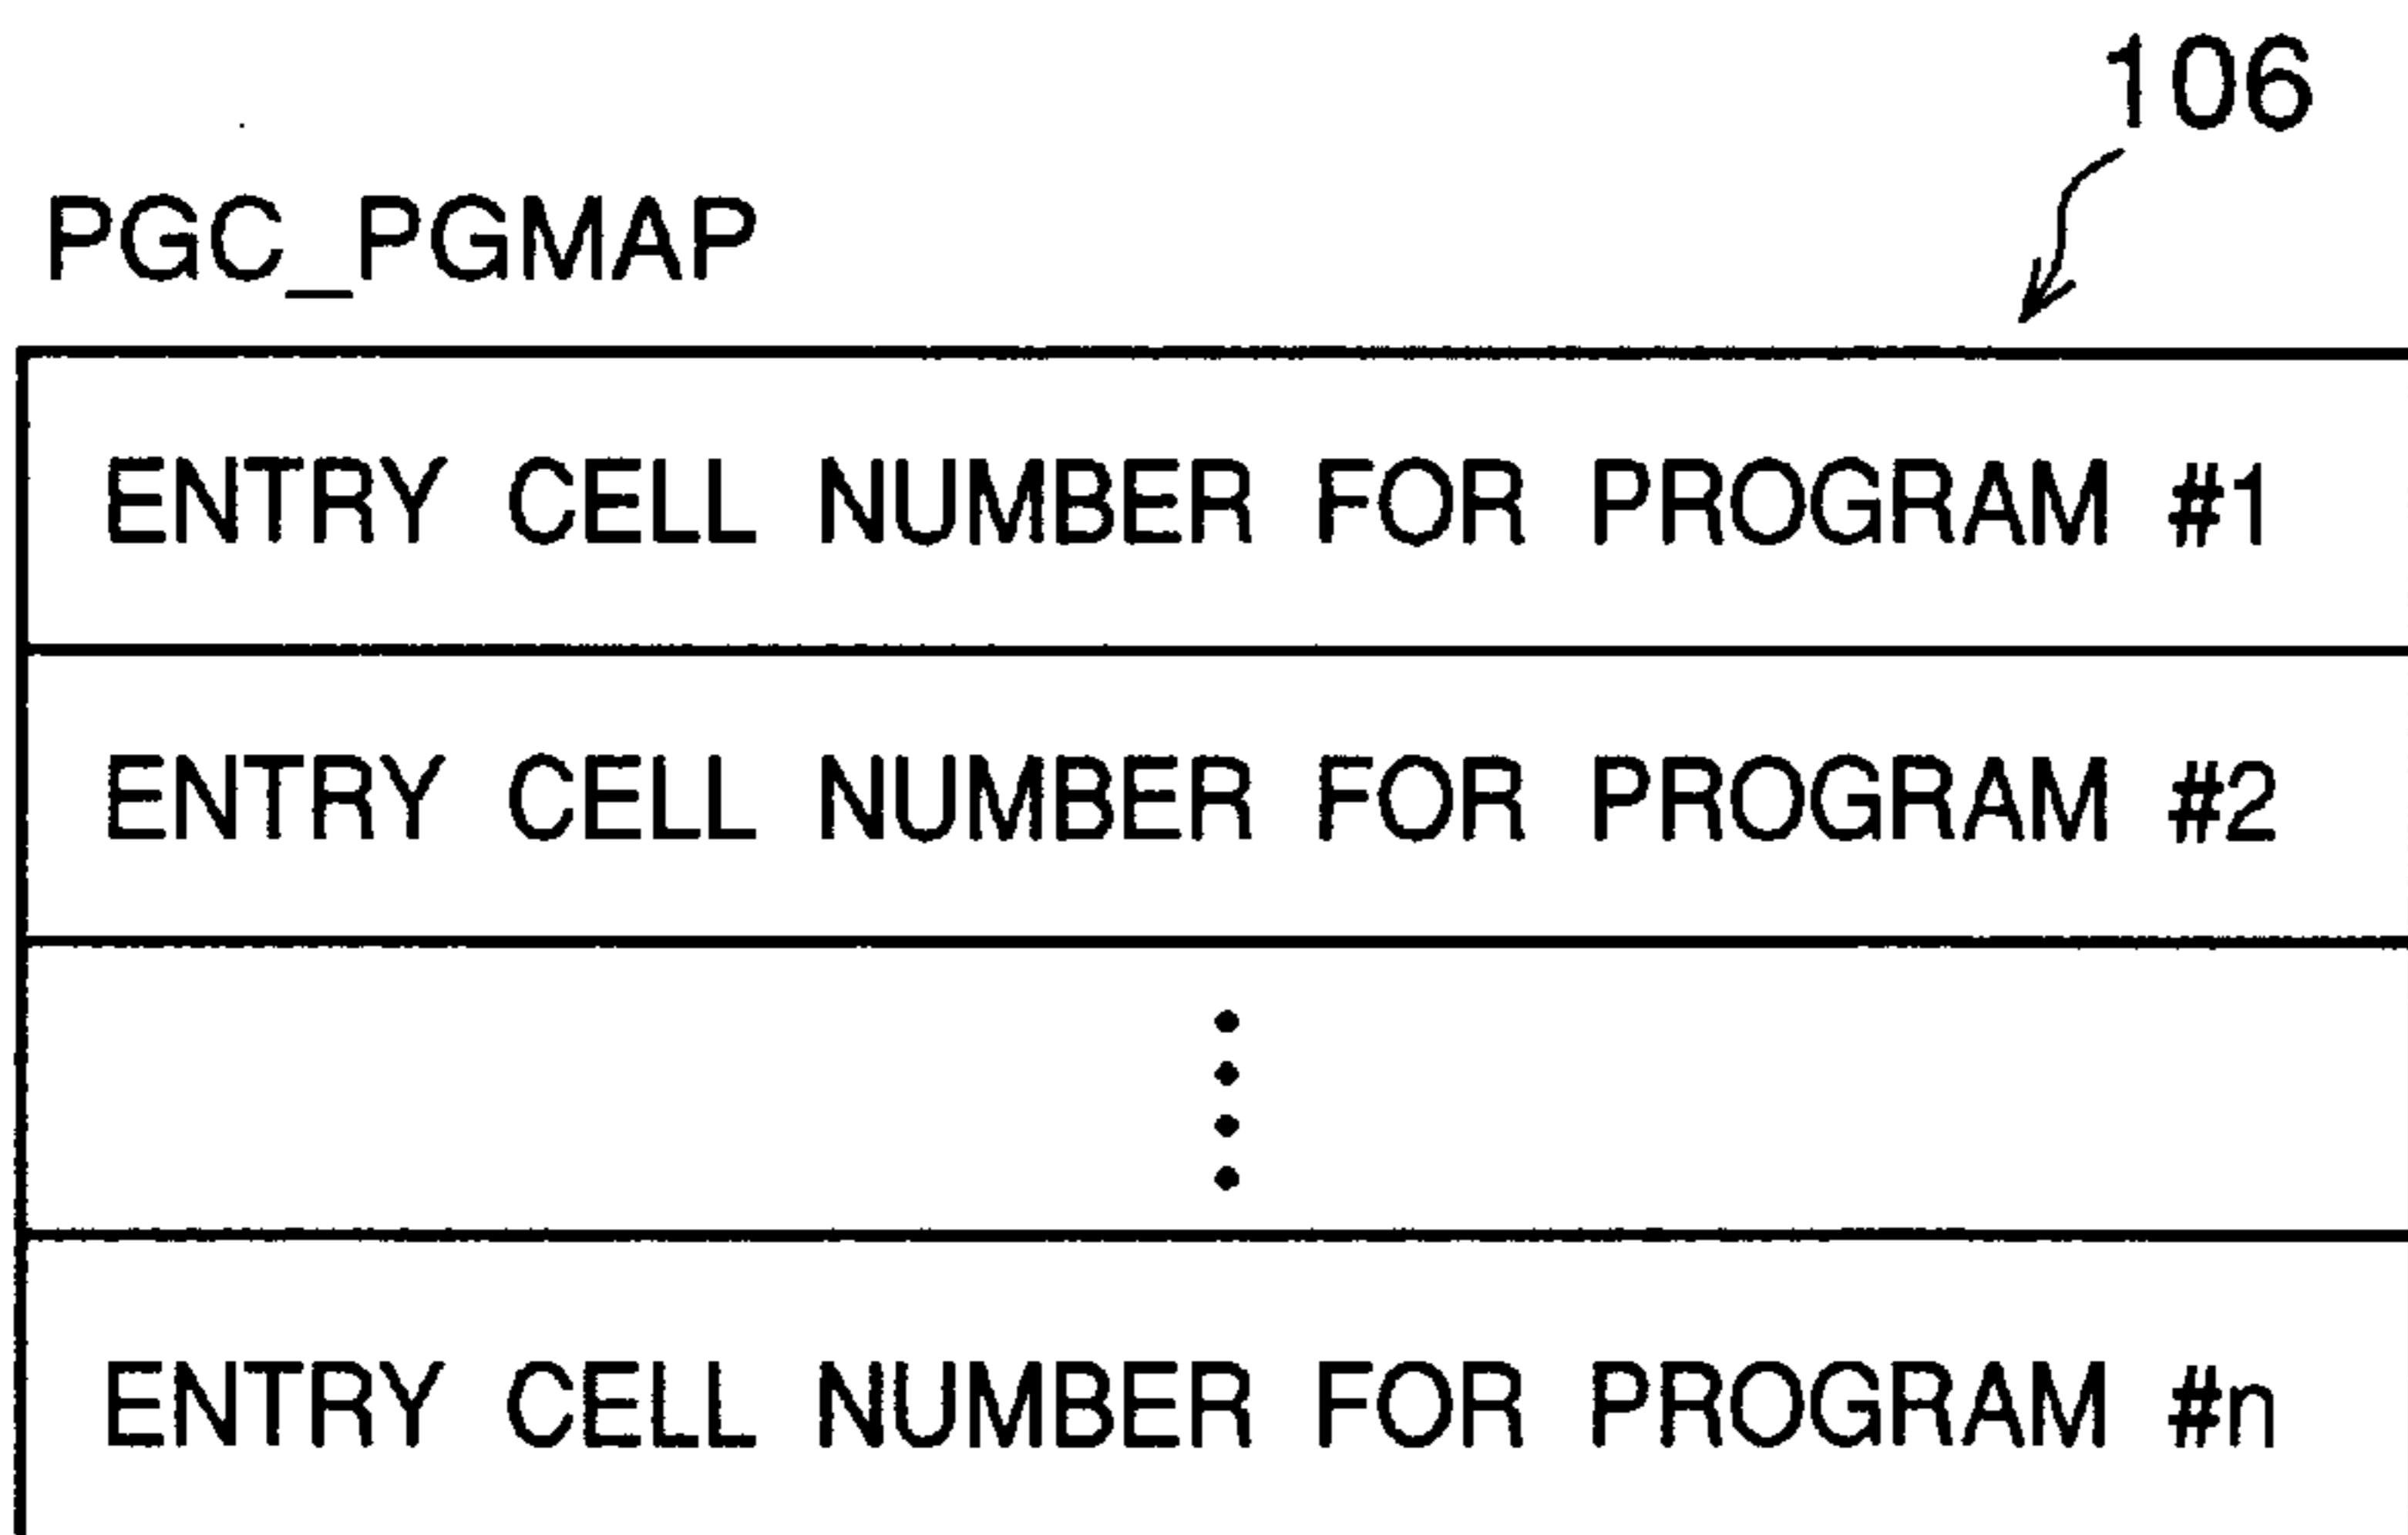 106
PGC_PGMAP
ENTRY CELL NUMBER FOR PROGRAM #1
ENTRY CELL NUMBER FOR PROGRAM #2
ENTRY CELL NUMBER FOR PROGRAM #n